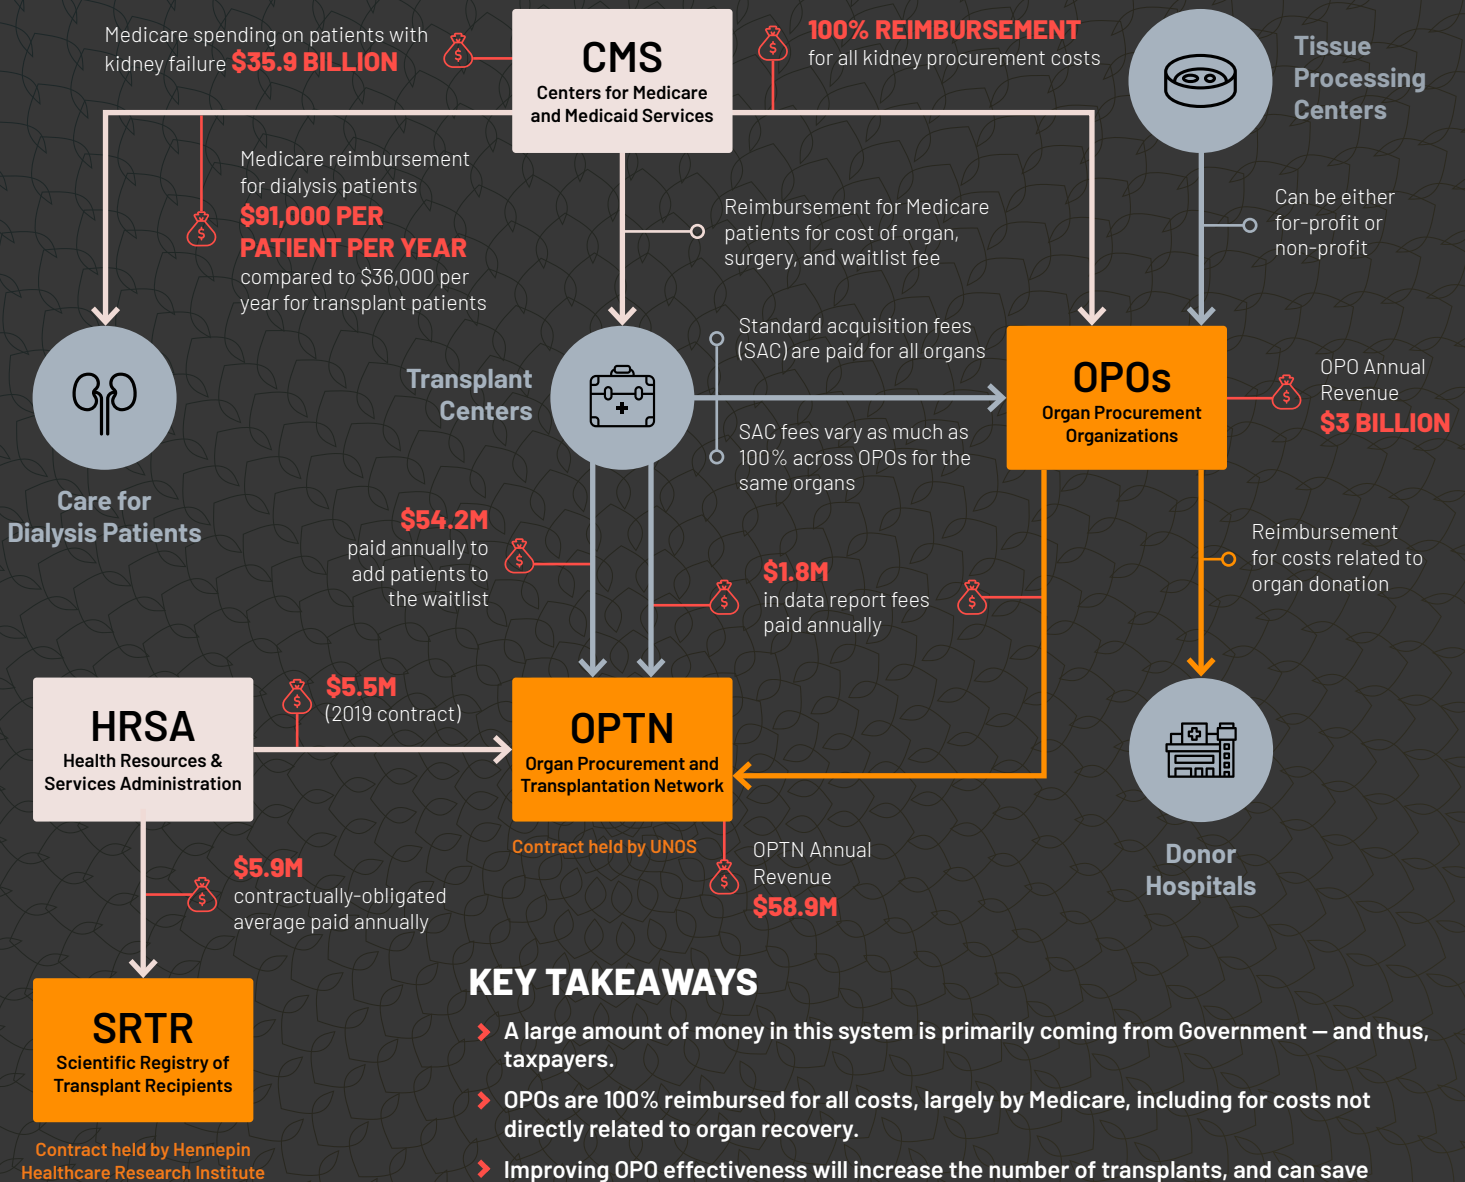 Medicare spending on patients with
kidney failure $35.9 BILLION
CMS
Centers for Medicare
and Medicaid Services
100% REIMBURSEMENT
for all kidney procurement costs
Tissue
Processing
Centers
Medicare reimbursement
for dialysis patients
$91,000 PER
PATIENT PER YEAR
compared to $36,000 per
year for transplant patients
Reimbursement for Medicare
patients for cost of organ,
surgery, and waitlist fee
Can be either
for-profit or
non-profit
Care for
Dialysis Patients
Transplant
Centers
Standard acquisition fees
(SAC) are paid for all organs
SAC fees vary as much as
100% across OPOs for the
same organs
OPOs
Organ Procurement
Organizations
OPO Annual
Revenue
$3 BILLION
$54.2M
paid annually to
add patients to
the waitlist
$1.8M
in data report fees
paid annually
Reimbursement
for costs related to
organ donation
HRSA
Health Resources &
Services Administration
$5.5M
(2019 contract)
OPTN
Organ Procurement and
Transplantation Network
Contract held by UNOS
OPTN Annual
Revenue
$58.9M
Donor
Hospitals
$5.9M
contractually-obligated
average paid annually
SRTR
Scientific Registry of
Transplant Recipients
Contract held by Hennepin
Healthcare Research Institute
KEY TAKEAWAYS
A large amount of money in this system is primarily coming from Government — and thus,
taxpayers.
OPOs are 100% reimbursed for all costs, largely by Medicare, including for costs not
directly related to organ recovery.
Improving OPO effectiveness will increase the number of transplants, and can save